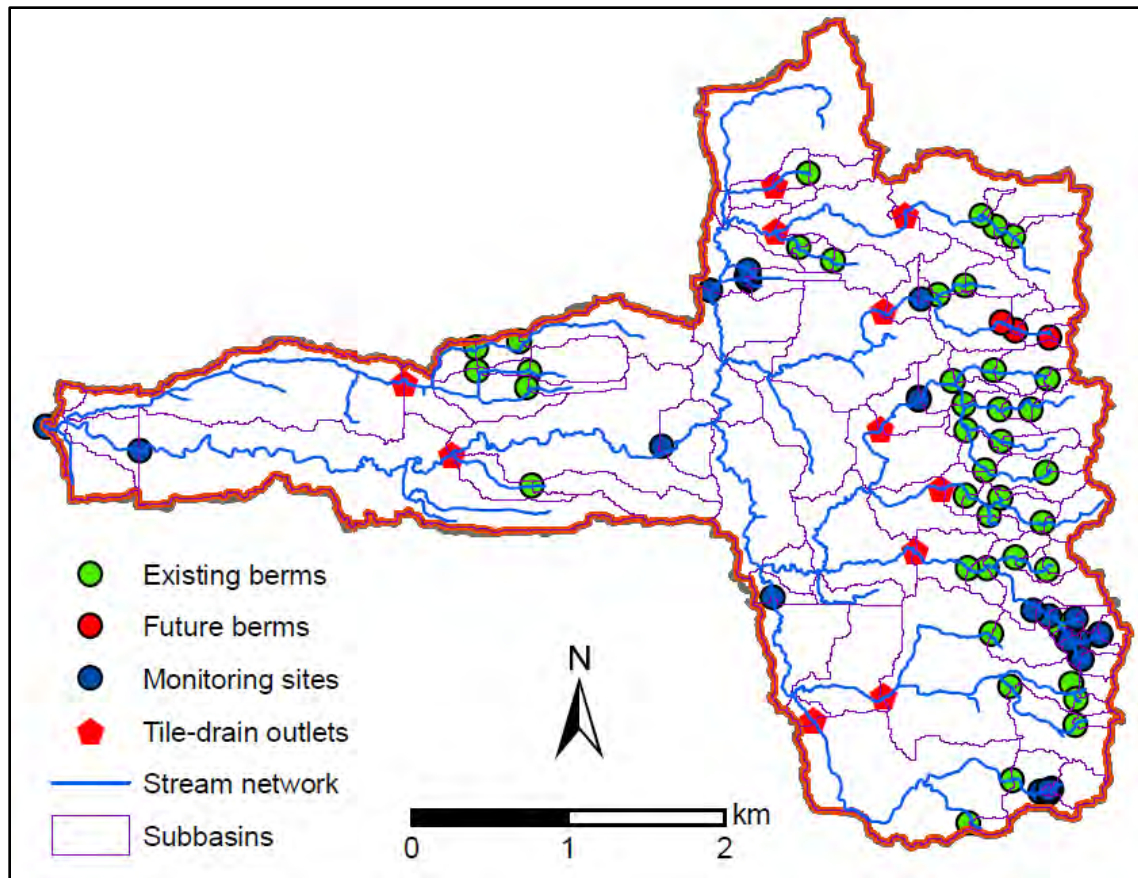 Existing berms
Future berms
Monitoring sites
Tile-drain outlets
Stream network
Subbasins
N
km
0 1 2